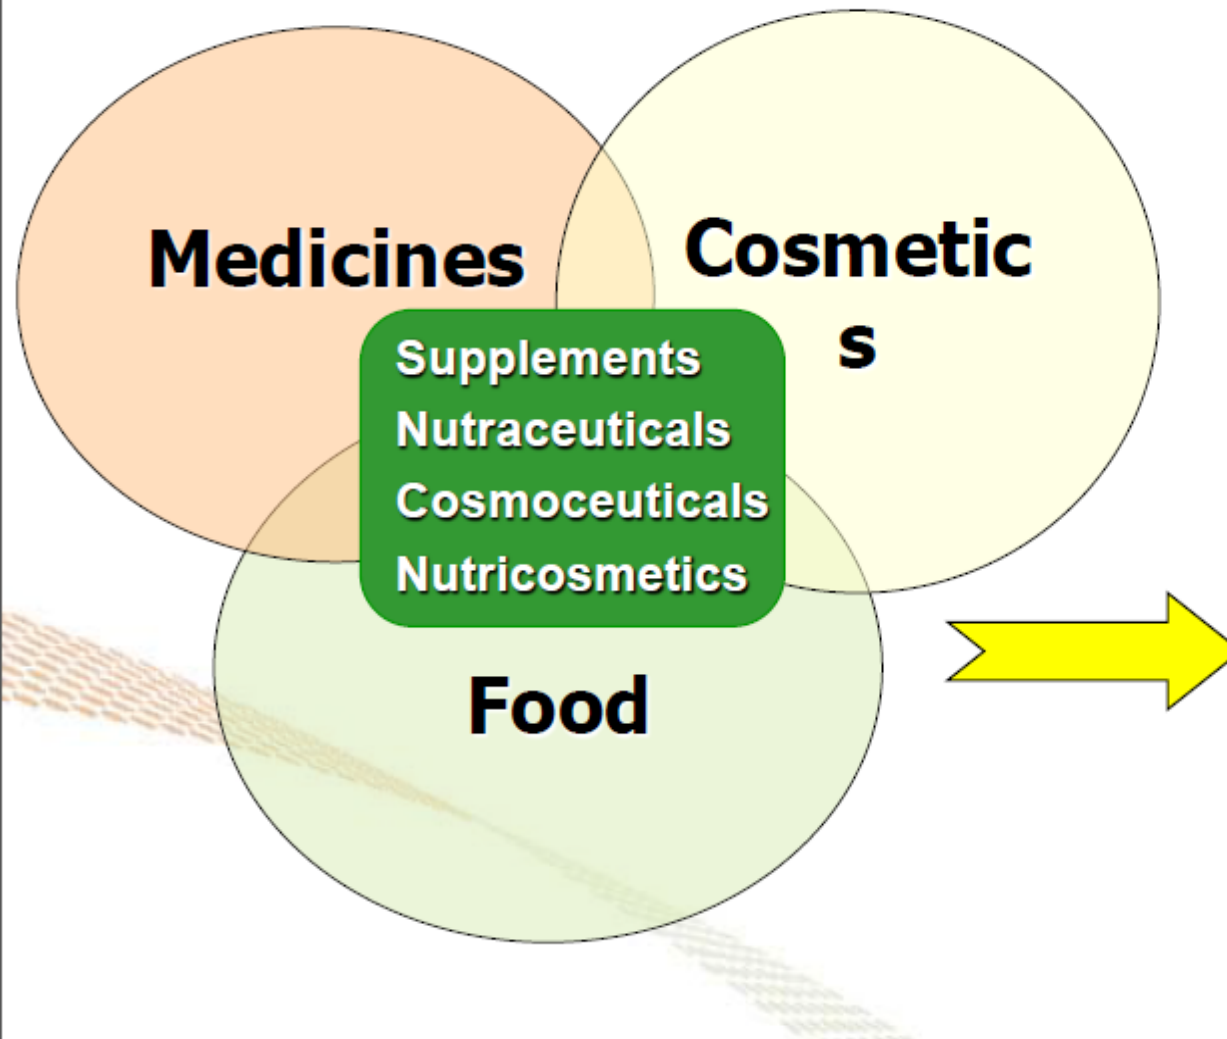 Medicines
Cosmetic
s
Supplements
Nutraceuticals
Cosmoceuticals
Nutricosmetics
Food